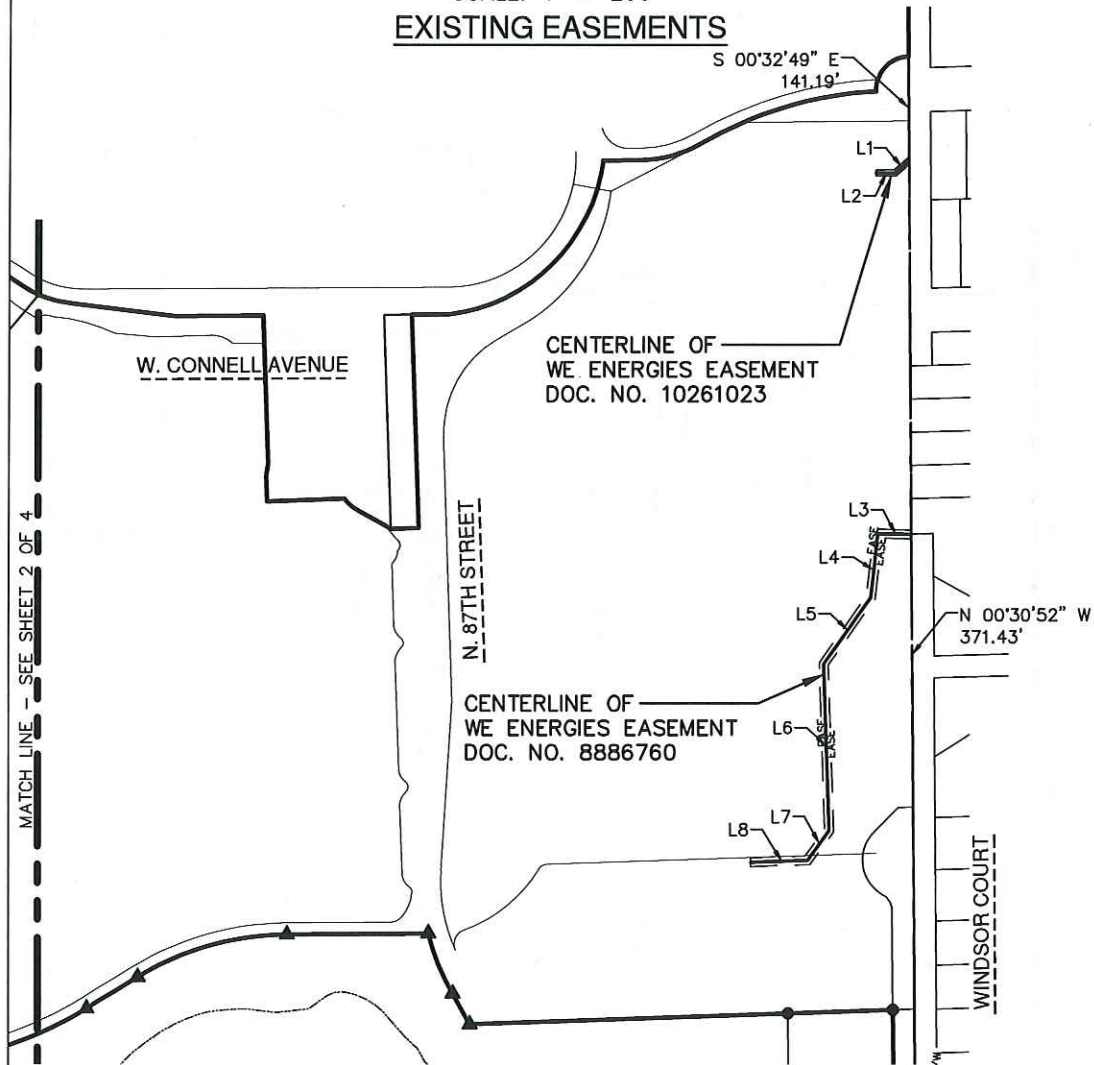 EXISTING EASEMENTS
S 00°32'49" E
141.19'
L1
L2
CENTERLINE OF
WE ENERGIES EASEMENT
DOC. NO. 10261023
W. CONNELL AVENUE
MATCH LINE - SEE SHEET 2 OF 4
N. 87TH STREET
L3
EASE
EASE
L4
L5
N 00°30'52" W
371.43'
CENTERLINE OF
WE ENERGIES EASEMENT
DOC. NO. 8886760
L6
EASE
EASE
L7
L8
WINDSOR COURT